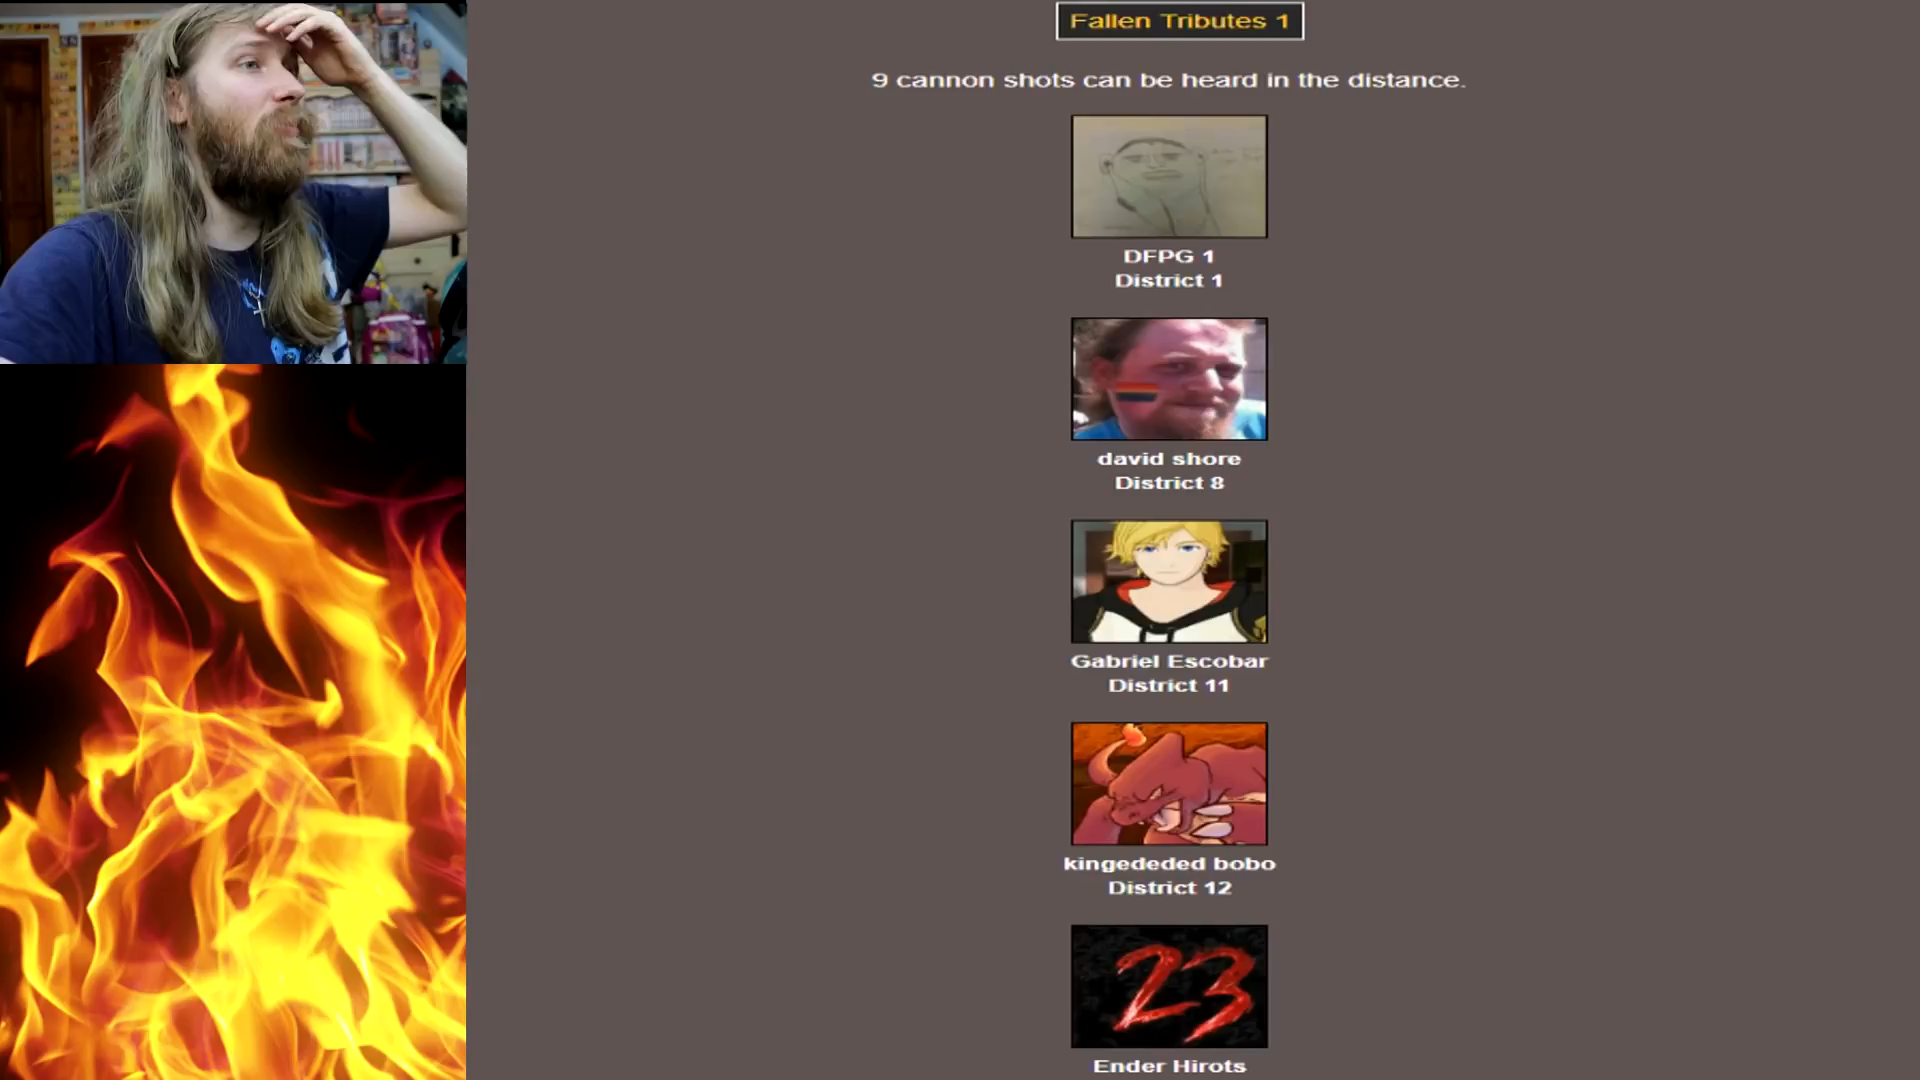 Fallen Tributes 1
9 cannon shots can be heard in the distance.
DFPG 1
District 1
david shore
District 8
Gabriel Escobar
District 11
kingededed bobo
District 12
23
Ender Hirots